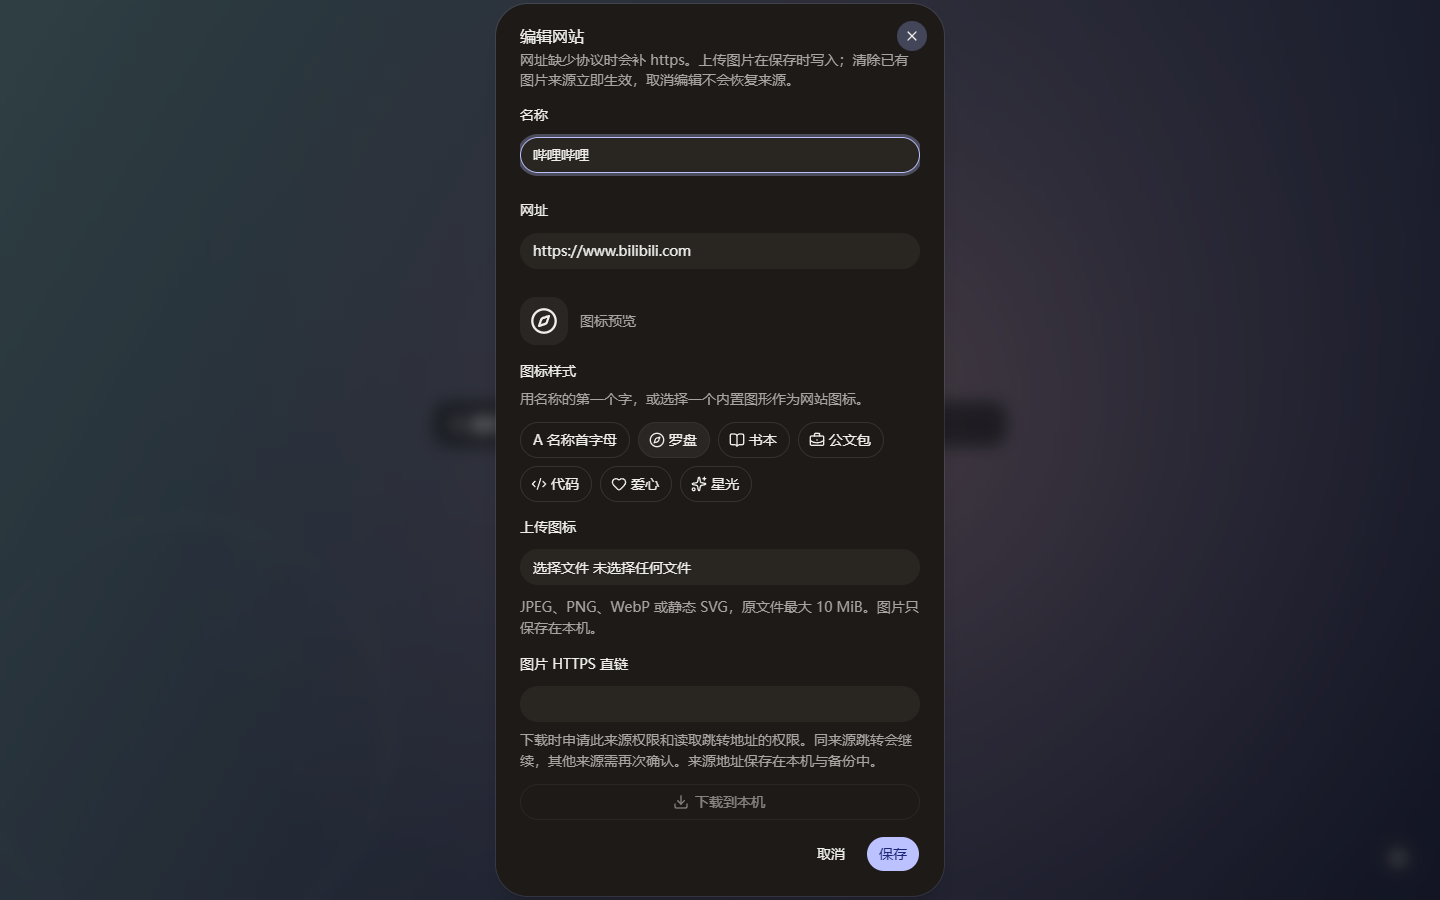 编辑网站
网址缺少协议时会补 https。上传图片在保存时写入；清除已有
图片来源立即生效，取消编辑不会恢复来源。
名称
哔哩哔哩
网址
https://www.bilibili.com
图标预览
图标样式
用名称的第一个字，或选择一个内置图形作为网站图标。
A 名称首字母 罗盘 书本 公文包
代码 爱心 星光
上传图标
选择文件 未选择任何文件
JPEG、PNG、WebP 或静态 SVG，原文件最大 10 MiB。图片只
保存在本机。
图片 HTTPS 直链
下载时申请此来源权限和读取跳转地址的权限。同来源跳转会继
续，其他来源需再次确认。来源地址保存在本机与备份中。
下载到本机
取消 保存